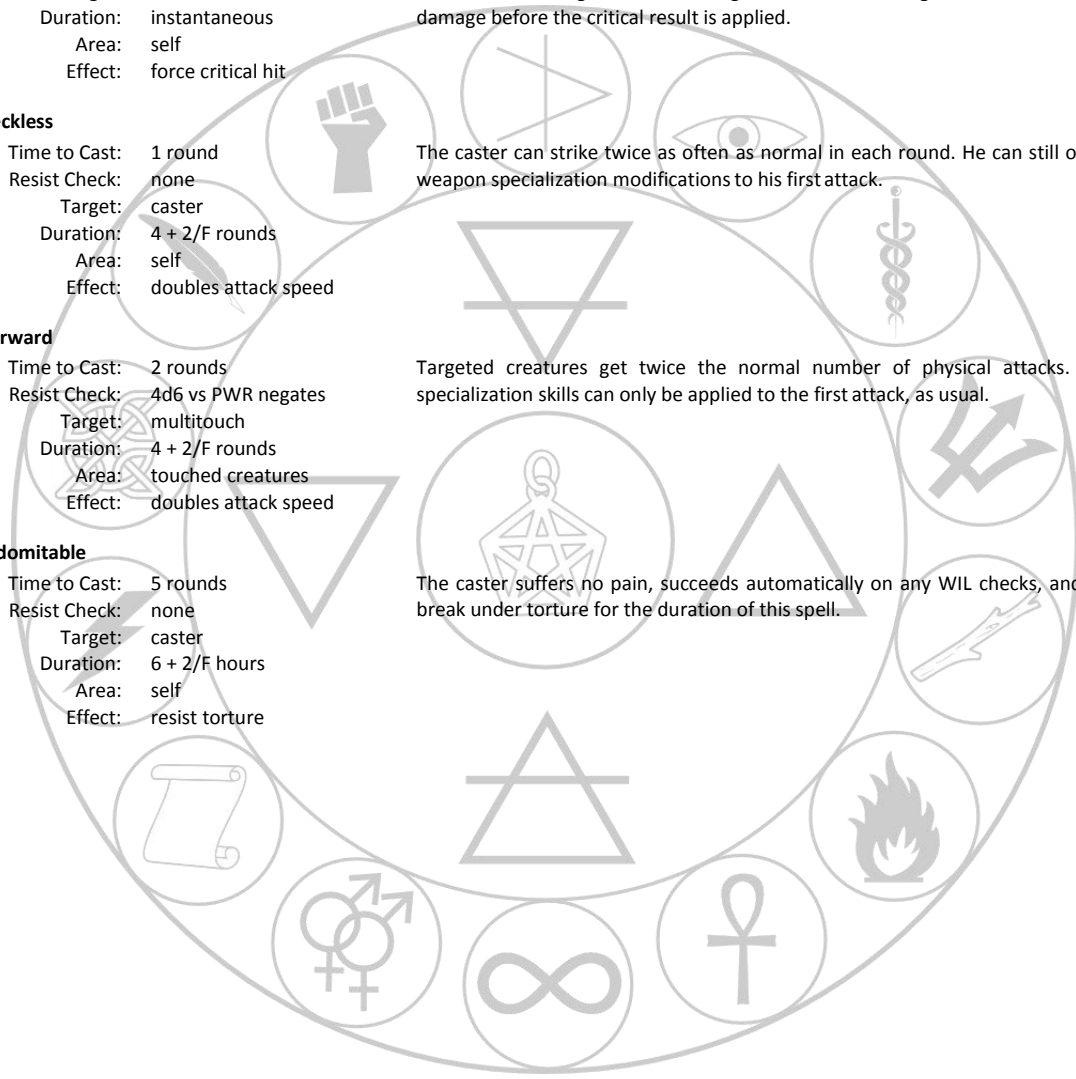 Duration: instantaneous
damage before the critical result is applied.
Area: self
Effect: force critical hit
eckless
Time to Cast: 1 round
Resist Check: none
Target: caster
Duration: 4 + 2/F rounds
Area: self
Effect: doubles attack speed
The caster can strike twice as often as normal in each round. He can still o
weapon specialization modifications to his first attack.
rward
Time to Cast: 2 rounds
Resist Check: 4d6 vs PWR negates
Target: multitouch
Duration: 4 + 2/F rounds
Area: touched creatures
Effect: doubles attack speed
Targeted creatures get twice the normal number of physical attacks.
specialization skills can only be applied to the first attack, as usual.
domitable
Time to Cast: 5 rounds
Resist Check: none
Target: caster
Duration: 6 + 2/F hours
Area: self
Effect: resist torture
The caster suffers no pain, succeeds automatically on any WIL checks, and
break under torture for the duration of this spell.